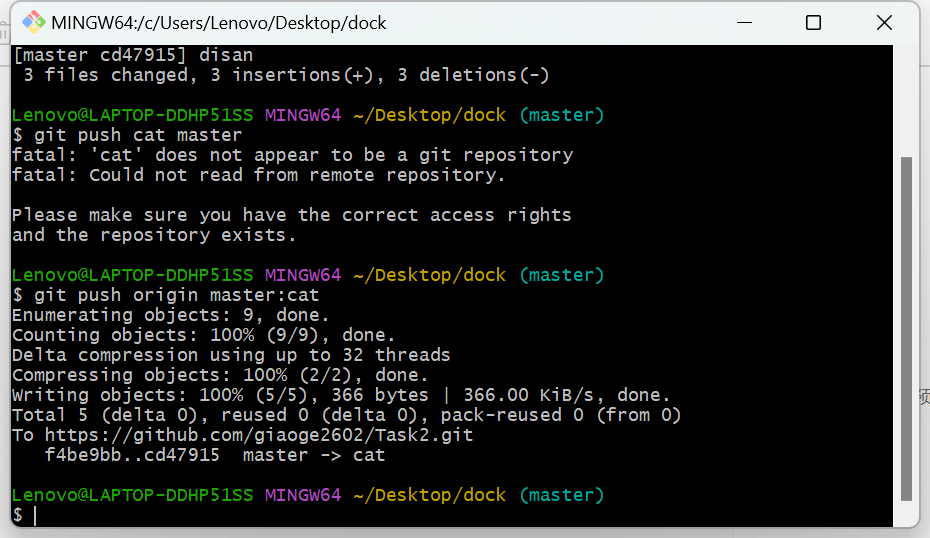 MINGW64:/c/Users/Lenovo/Desktop/dock
[master cd47915] disan
 3 files changed, 3 insertions(+), 3 deletions(-)
Lenovo@LAPTOP-DDHP51SS MINGW64 ~/Desktop/dock (master)
$ git push cat master
fatal: 'cat' does not appear to be a git repository
fatal: Could not read from remote repository.
Please make sure you have the correct access rights
and the repository exists.
Lenovo@LAPTOP-DDHP51SS MINGW64 ~/Desktop/dock (master)
$ git push origin master:cat
Enumerating objects: 9, done.
Counting objects: 100% (9/9), done.
Delta compression using up to 32 threads
Compressing objects: 100% (2/2), done.
Writing objects: 100% (5/5), 366 bytes | 366.00 KiB/s, done.
Total 5 (delta 0), reused 0 (delta 0), pack-reused 0 (from 0)
To https://github.com/giaoge2602/Task2.git
   f4be9bb..cd47915  master -> cat
Lenovo@LAPTOP-DDHP51SS MINGW64 ~/Desktop/dock (master)
$